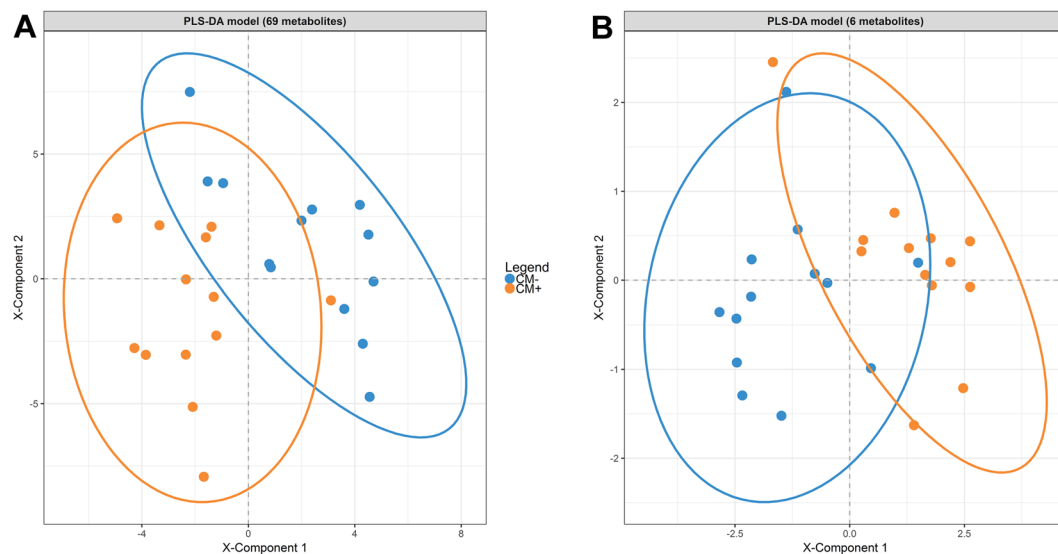 A
PLS-DA model (69 metabolites)
X-Component 2
5
0
-5
-4
0
4
8
X-Component 1
Legend
CM-
CM+
B
PLS-DA model (6 metabolites)
X-Component 2
2
1
0
-1
-2
-2.5
0.0
2.5
X-Component 1